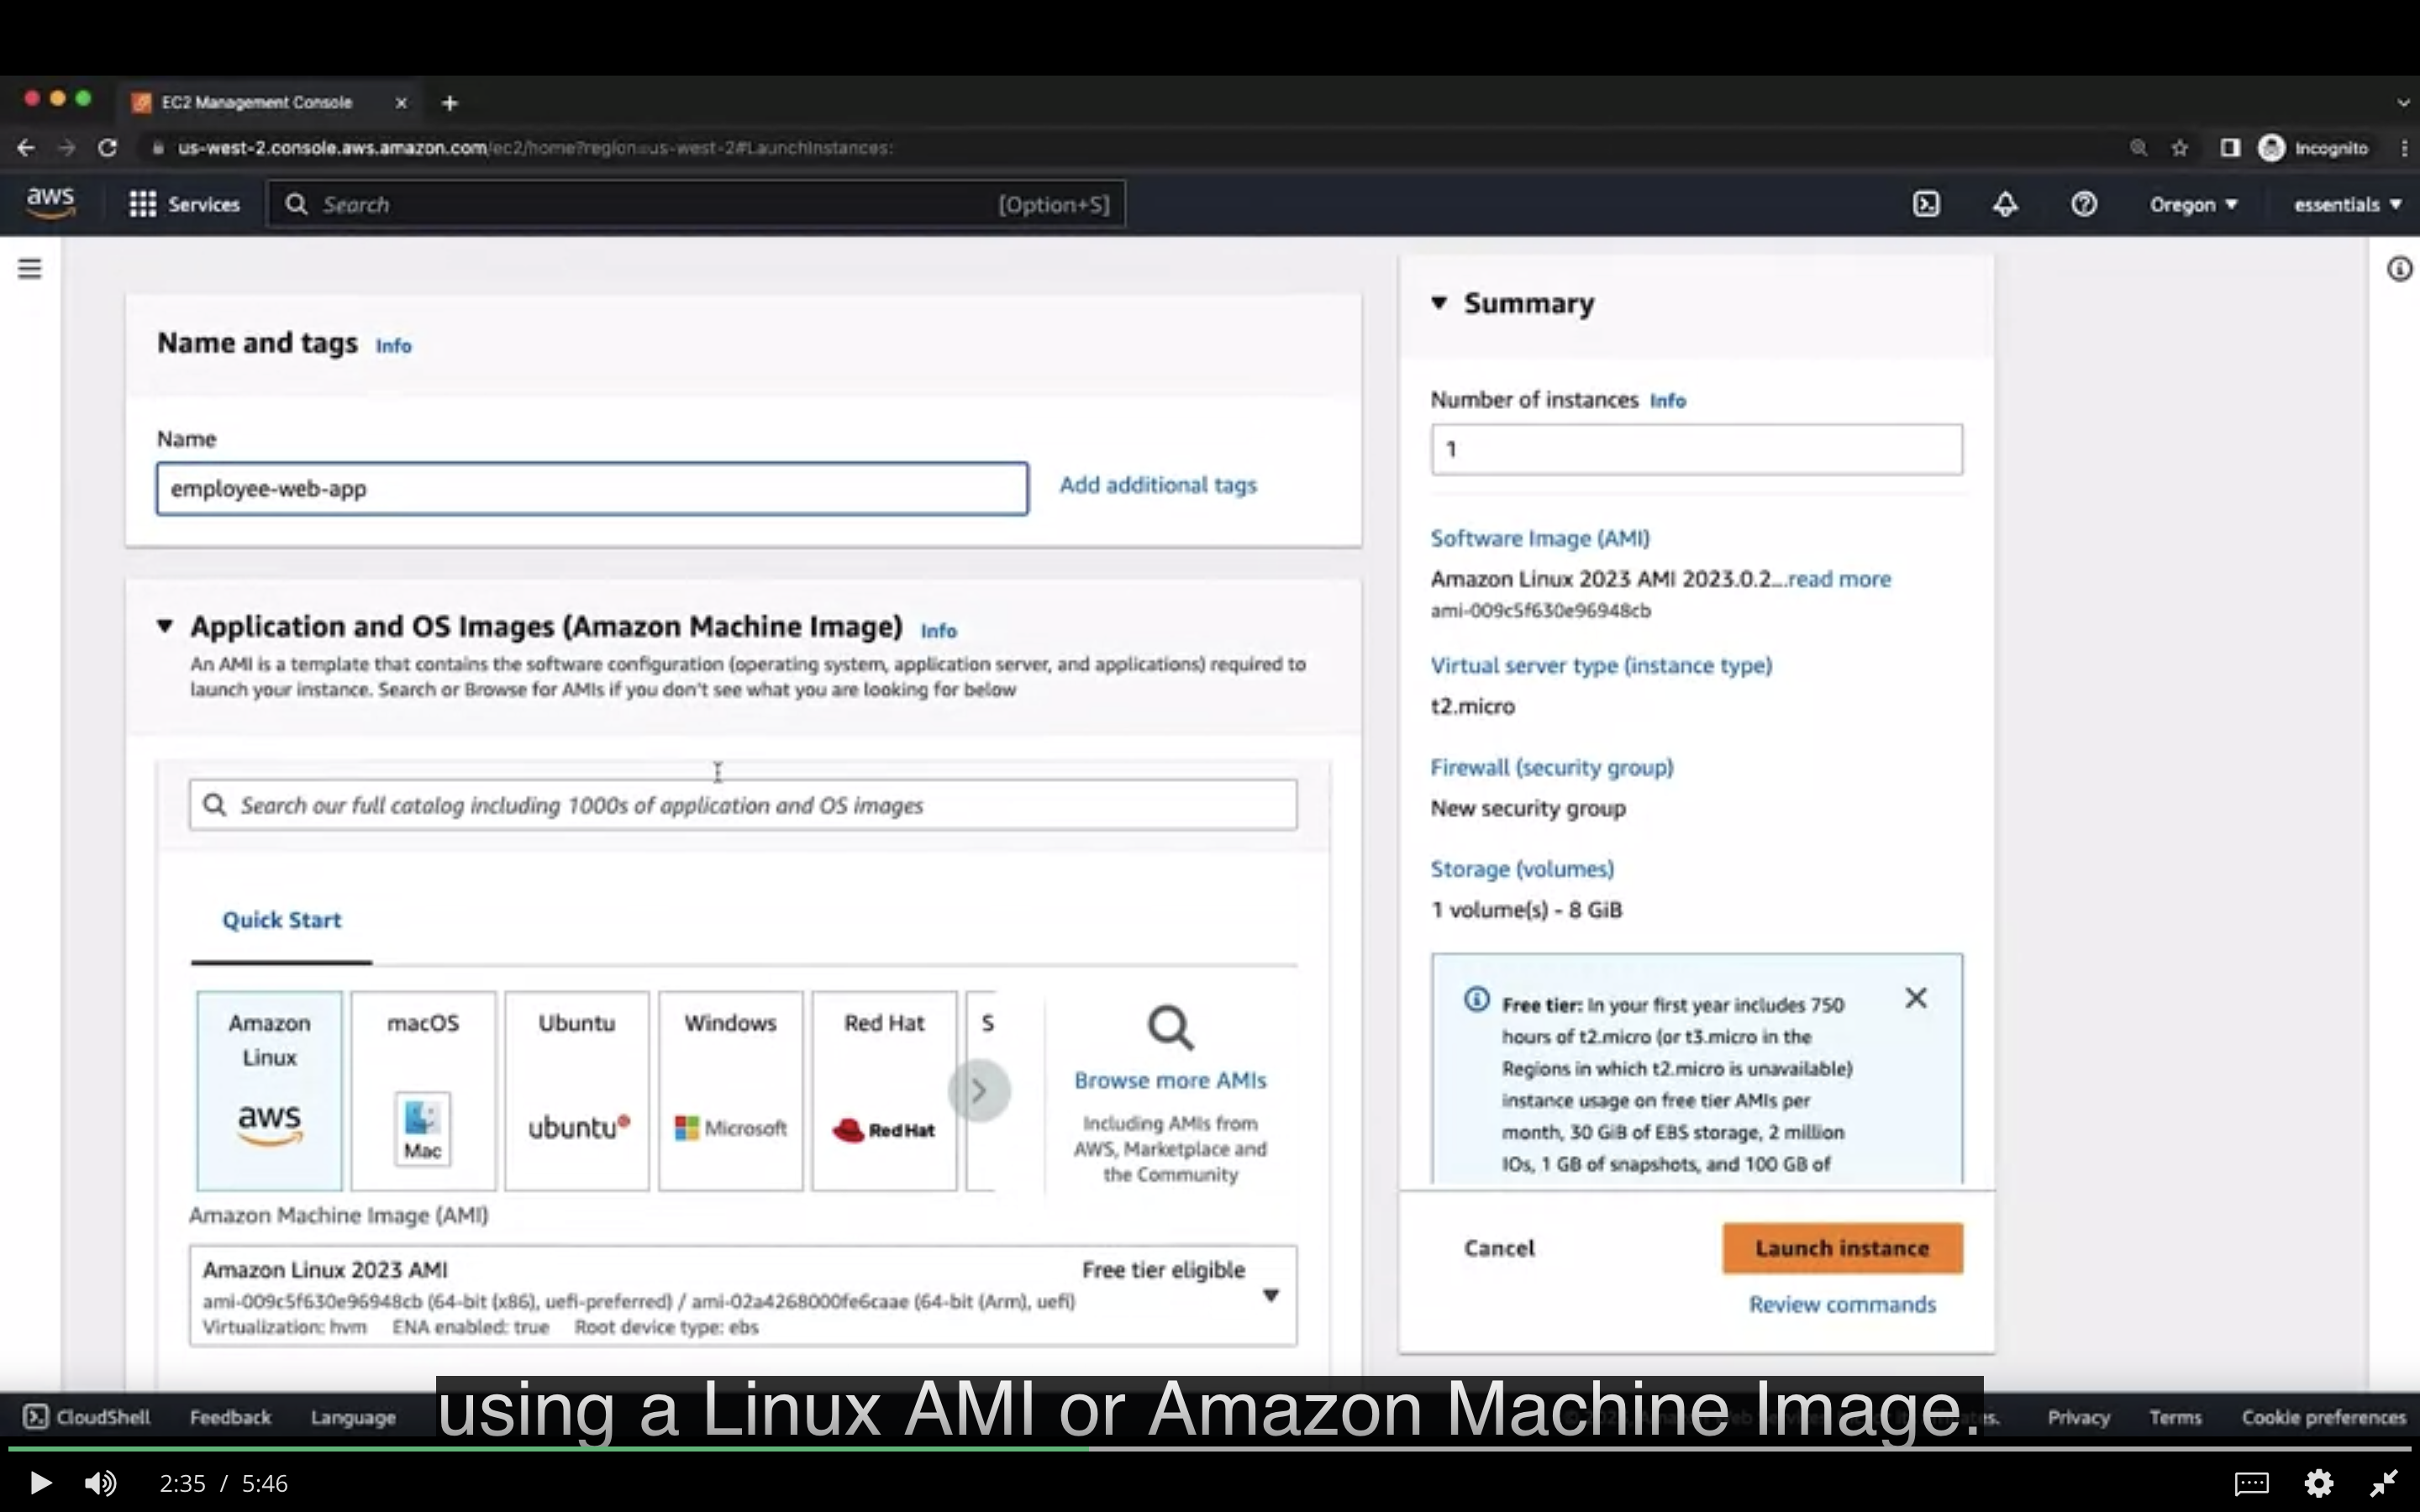 EC2 Management Console
us-west-2.console.aws.amazon.com/ec2/home?region=us-west-2#LaunchInstances:
Incognito
aws
Services
Search
[Option+S]
Oregon
essentials
Name and tags Info
Name
employee-web-app
Add additional tags
Application and OS Images (Amazon Machine Image) Info
An AMI is a template that contains the software configuration (operating system, application server, and applications) required to
launch your instance. Search or Browse for AMIs if you don't see what you are looking for below
Search our full catalog including 1000s of application and OS images
Quick Start
Amazon
Linux
aws
macOS
Mac
Ubuntu
ubuntu
Windows
Microsoft
Red Hat
Red Hat
S
Browse more AMIs
Including AMIs from
AWS, Marketplace and
the Community
Amazon Machine Image (AMI)
Amazon Linux 2023 AMI
Free tier eligible
ami-009c5f630e96948cb (64-bit (x86), uefi-preferred) / ami-02a4268000fe6caae (64-bit (Arm), uefi)
Virtualization: hvm ENA enabled: true Root device type: ebs
Summary
Number of instances Info
1
Software Image (AMI)
Amazon Linux 2023 AMI 2023.0.2...read more
ami-009c5f630e96948cb
Virtual server type (instance type)
t2.micro
Firewall (security group)
New security group
Storage (volumes)
1 volume(s) - 8 GiB
Free tier: In your first year includes 750
hours of t2.micro (or t3.micro in the
Regions in which t2.micro is unavailable)
instance usage on free tier AMIs per
month, 30 GiB of EBS storage, 2 million
IOs, 1 GB of snapshots, and 100 GB of
Cancel
Launch instance
Review commands
CloudShell
Feedback
Language
using a Linux AMI or Amazon Machine Image.
Privacy
Terms
Cookie preferences
2:35 / 5:46